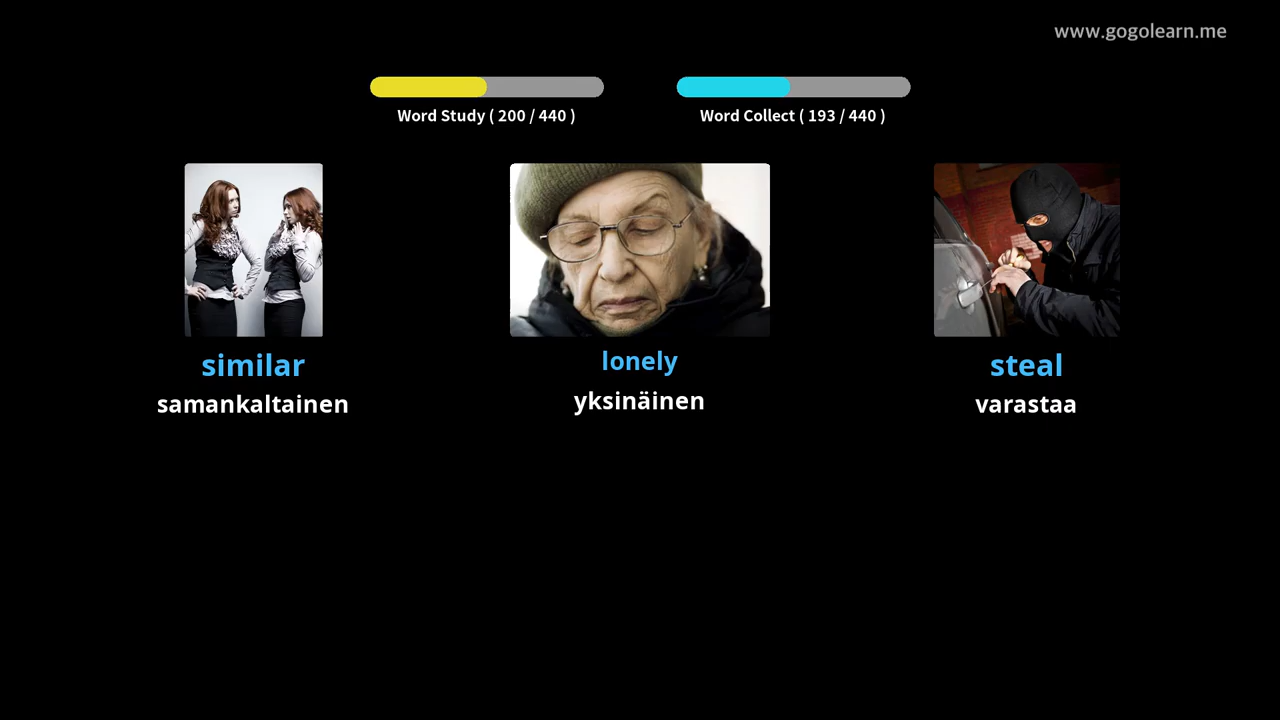 www.gogolearn.me
Word Study ( 200 / 440 )
Word Collect ( 193 / 440 )
similar
samankaltainen
lonely
yksinäinen
steal
varastaa